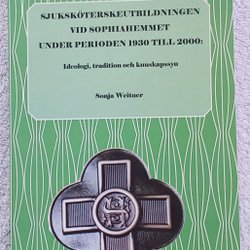 SJUKSKÖTERSKEUTBILDNINGEN
VID SOPHIAHEMMET
UNDER PERIODEN 1930 TILL 2000:
Ideologi, tradition och kunskapssyn
Sonja Weitner